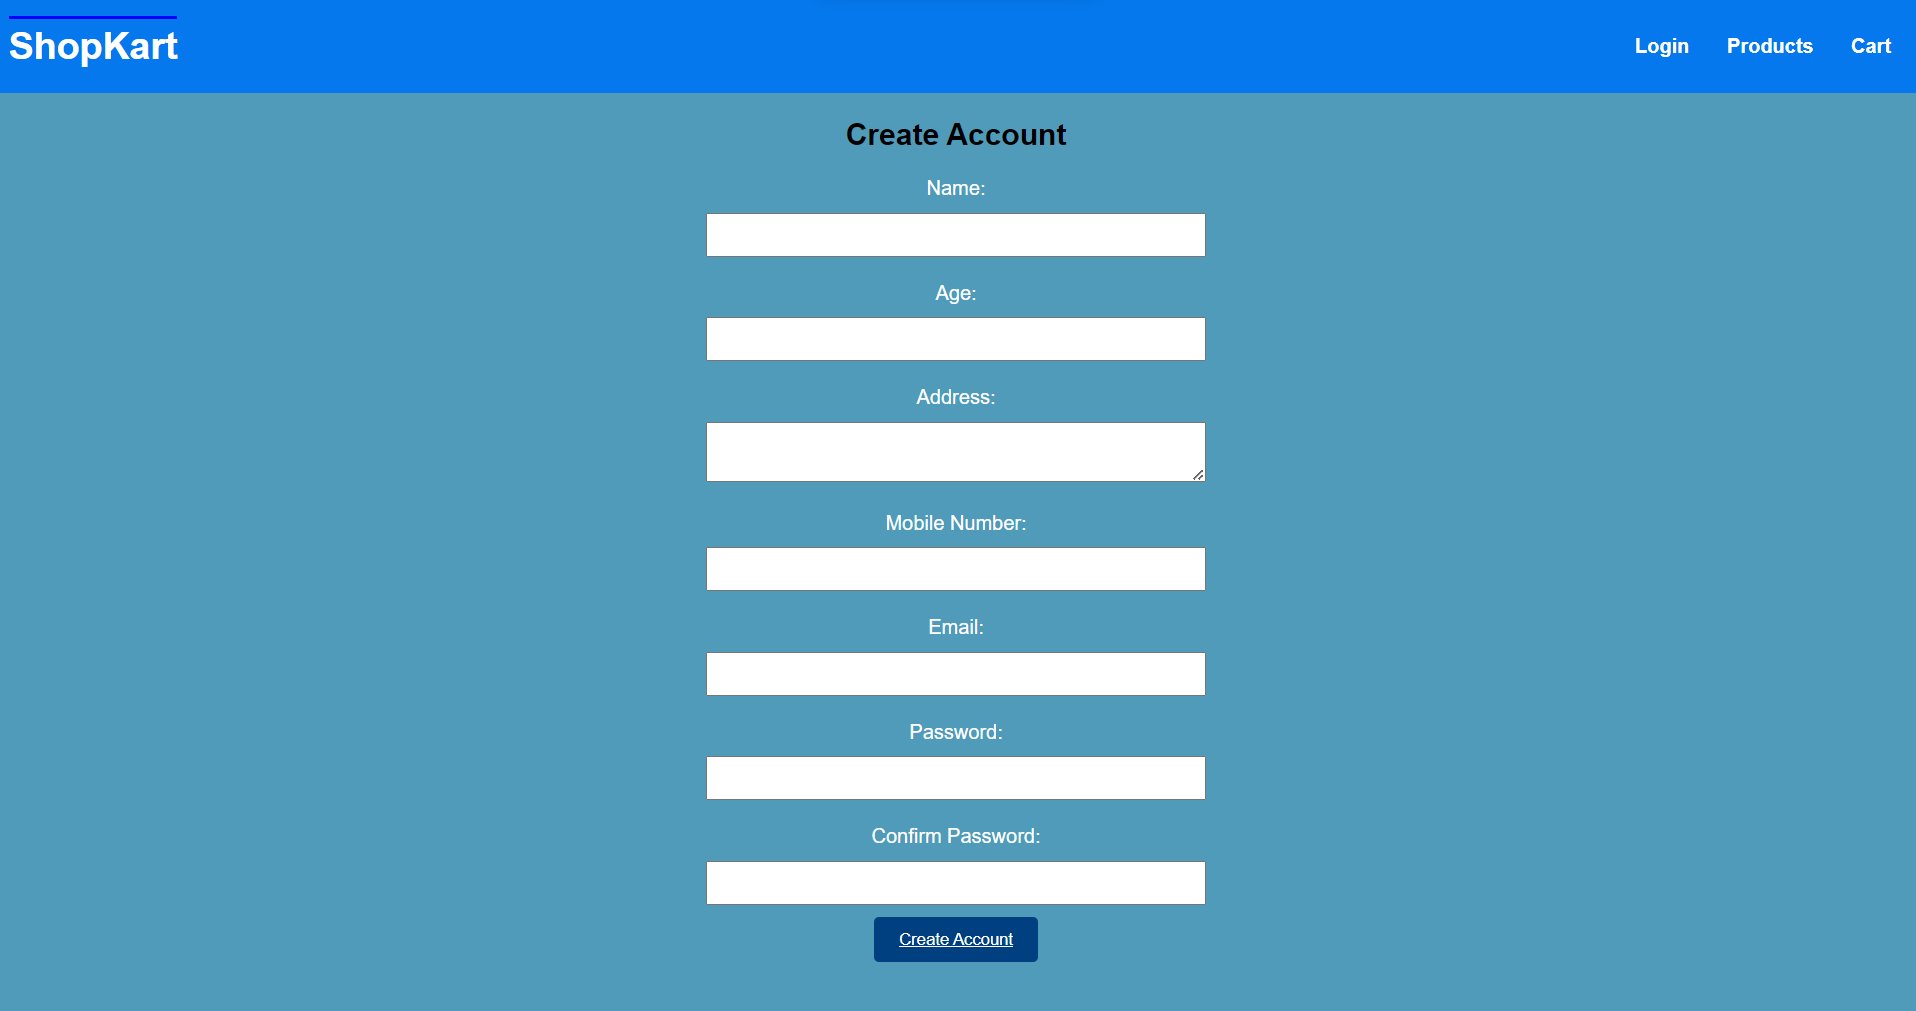 ShopKart
Login Products Cart
Create Account
Name:
Age:
Address:
Mobile Number:
Email:
Password:
Confirm Password:
Create Account